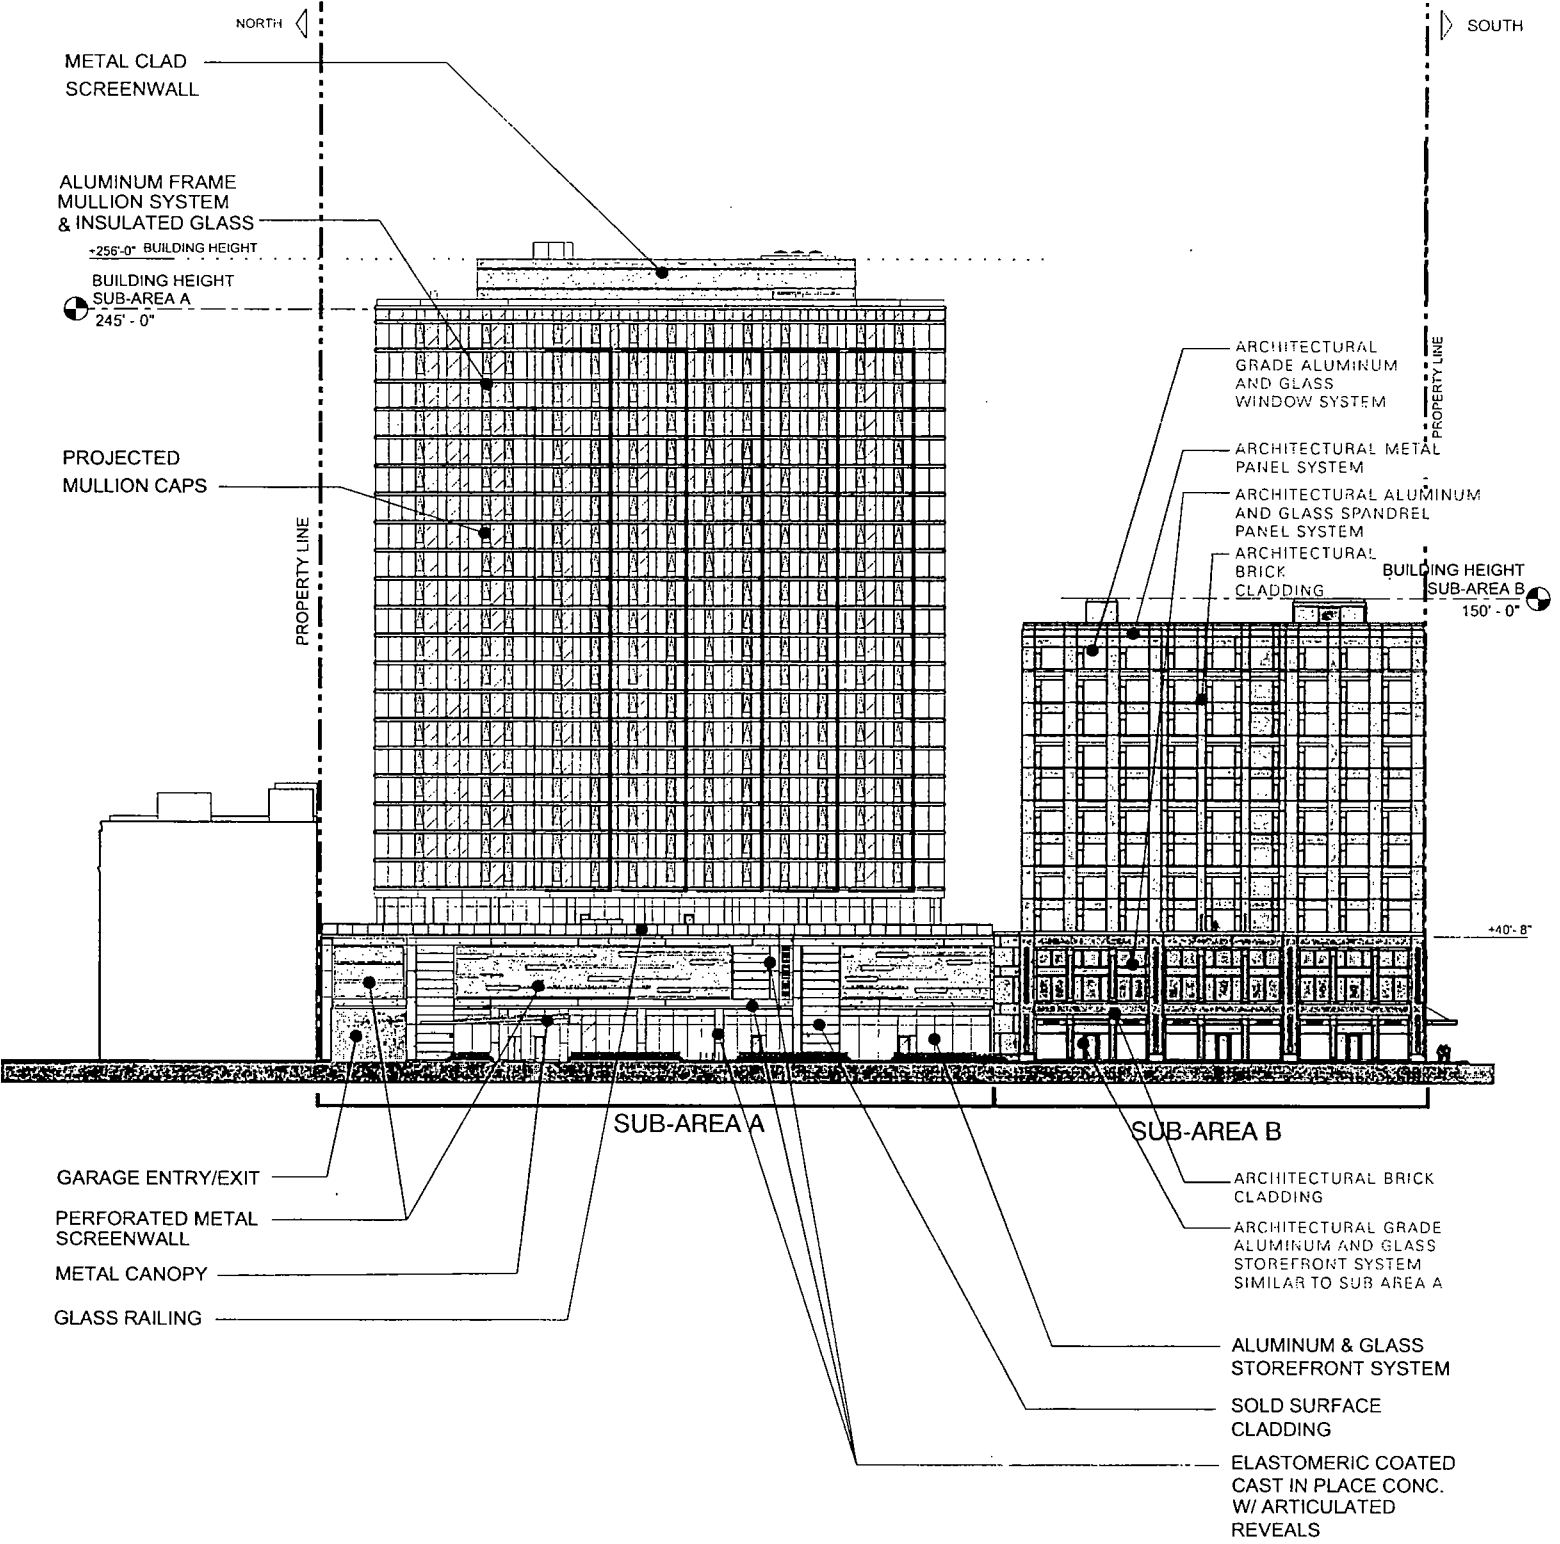 NORTH
SOUTH
METAL CLAD
SCREENWALL
ALUMINUM FRAME
MULLION SYSTEM
& INSULATED GLASS
+256'-0" BUILDING HEIGHT
BUILDING HEIGHT
SUB-AREA A
245' - 0"
PROJECTED
MULLION CAPS
PROPERTY LINE
ARCHITECTURAL
GRADE ALUMINUM
AND GLASS
WINDOW SYSTEM
PROPERTY LINE
ARCHITECTURAL METAL
PANEL SYSTEM
ARCHITECTURAL ALUMINUM
AND GLASS SPANDREL
PANEL SYSTEM
ARCHITECTURAL
BRICK
CLADDING
BUILDING HEIGHT
SUB-AREA B
150' - 0"
+40'- 8"
SUB-AREA A
SUB-AREA B
GARAGE ENTRY/EXIT
PERFORATED METAL
SCREENWALL
METAL CANOPY
GLASS RAILING
ARCHITECTURAL BRICK
CLADDING
ARCHITECTURAL GRADE
ALUMINUM AND GLASS
STOREFRONT SYSTEM
SIMILAR TO SUB AREA A
ALUMINUM & GLASS
STOREFRONT SYSTEM
SOLD SURFACE
CLADDING
ELASTOMERIC COATED
CAST IN PLACE CONC.
W/ ARTICULATED
REVEALS